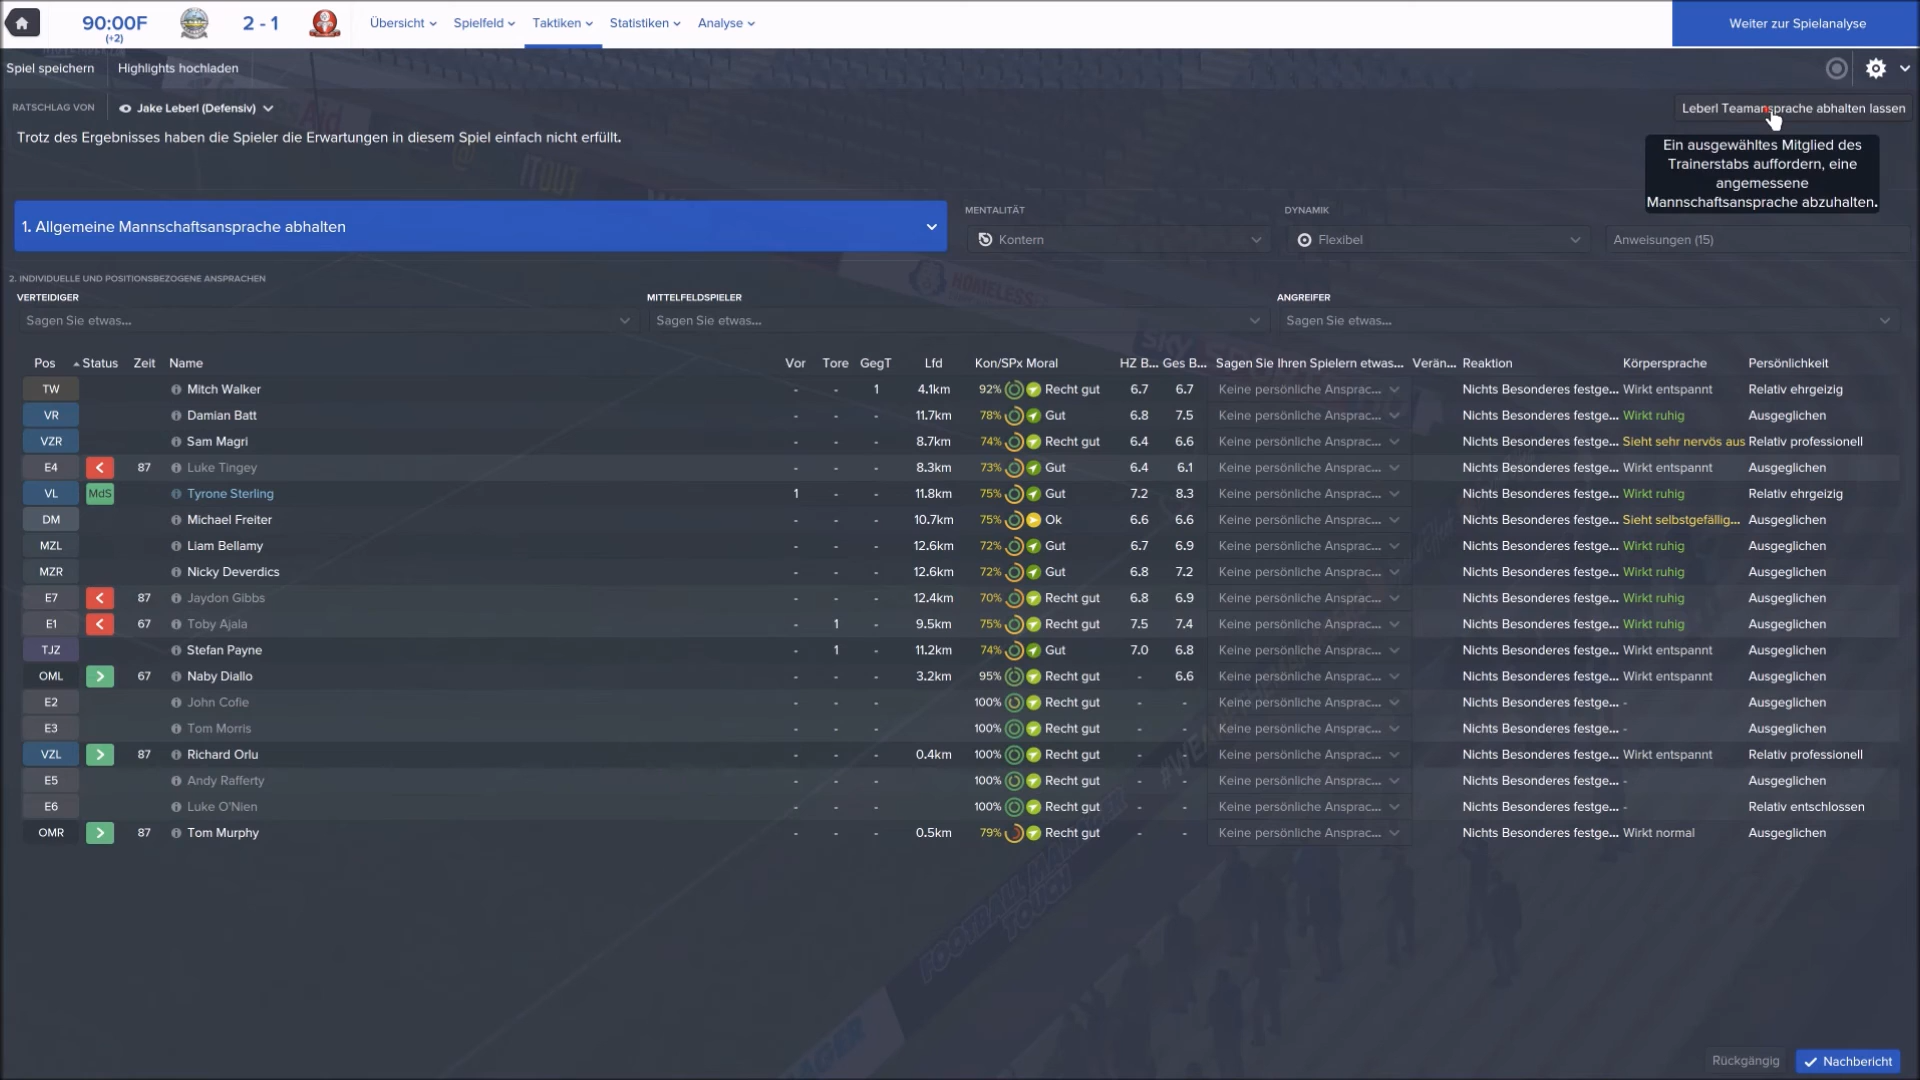 90:00F
(+2)
2 - 1
Übersicht
Spielfeld
Taktiken
Statistiken
Analyse
Weiter zur Spielanalyse
Spiel speichern
Highlights hochladen
RATSCHLAG VON
Jake Leberl (Defensiv)
Leberl Teamansprache abhalten lassen
Trotz des Ergebnisses haben die Spieler die Erwartungen in diesem Spiel einfach nicht erfüllt.
Ein ausgewähltes Mitglied des
Trainerstabs auffordern, eine
angemessene
Mannschaftsansprache abzuhalten.
1. Allgemeine Mannschaftsansprache abhalten
MENTALITÄT
Kontern
DYNAMIK
Flexibel
Anweisungen (15)
2. INDIVIDUELLE UND POSITIONSBEZOGENE ANSPRACHEN
VERTEIDIGER
MITTELFELDSPIELER
ANGREIFER
Sagen Sie etwas...
Sagen Sie etwas...
Sagen Sie etwas...
Pos Status Zeit Name Vor Tore GegT Lfd Kon/SPx Moral HZ B... Ges B... Sagen Sie Ihren Spielern etwas... Verän... Reaktion Körpersprache Persönlichkeit
TW Mitch Walker - - 1 4.1km 92% Recht gut 6.7 6.7 Keine persönliche Ansprac... Nichts Besonderes festge... Wirkt entspannt Relativ ehrgeizig
VR Damian Batt - - - 11.7km 78% Gut 6.8 7.5 Keine persönliche Ansprac... Nichts Besonderes festge... Wirkt ruhig Ausgeglichen
VZR Sam Magri - - - 8.7km 74% Recht gut 6.4 6.6 Keine persönliche Ansprac... Nichts Besonderes festge... Sieht sehr nervös aus Relativ professionell
E4 87 Luke Tingey - - - 8.3km 73% Gut 6.4 6.1 Keine persönliche Ansprac... Nichts Besonderes festge... Wirkt entspannt Ausgeglichen
VL MdS Tyrone Sterling 1 - - 11.8km 75% Gut 7.2 8.3 Keine persönliche Ansprac... Nichts Besonderes festge... Wirkt ruhig Relativ ehrgeizig
DM Michael Freiter - - - 10.7km 75% Ok 6.6 6.6 Keine persönliche Ansprac... Nichts Besonderes festge... Sieht selbstgefällig... Ausgeglichen
MZL Liam Bellamy - - - 12.6km 72% Gut 6.7 6.9 Keine persönliche Ansprac... Nichts Besonderes festge... Wirkt ruhig Ausgeglichen
MZR Nicky Deverdics - - - 12.6km 72% Gut 6.8 7.2 Keine persönliche Ansprac... Nichts Besonderes festge... Wirkt ruhig Ausgeglichen
E7 87 Jaydon Gibbs - - - 12.4km 70% Recht gut 6.8 6.9 Keine persönliche Ansprac... Nichts Besonderes festge... Wirkt ruhig Ausgeglichen
E1 67 Toby Ajala - 1 - 9.5km 75% Recht gut 7.5 7.4 Keine persönliche Ansprac... Nichts Besonderes festge... Wirkt ruhig Ausgeglichen
TJZ Stefan Payne - 1 - 11.2km 74% Gut 7.0 6.8 Keine persönliche Ansprac... Nichts Besonderes festge... Wirkt entspannt Ausgeglichen
OML 67 Naby Diallo - - - 3.2km 95% Recht gut - 6.6 Keine persönliche Ansprac... Nichts Besonderes festge... Wirkt entspannt Ausgeglichen
E2 John Cofie - - - 100% Recht gut - - Keine persönliche Ansprac... Nichts Besonderes festge... - Ausgeglichen
E3 Tom Morris - - - 100% Recht gut - - Keine persönliche Ansprac... Nichts Besonderes festge... - Ausgeglichen
VZL 87 Richard Orlu - - - 0.4km 100% Recht gut - - Keine persönliche Ansprac... Nichts Besonderes festge... Wirkt entspannt Relativ professionell
E5 Andy Rafferty - - - 100% Recht gut - - Keine persönliche Ansprac... Nichts Besonderes festge... - Ausgeglichen
E6 Luke O'Nien - - - 100% Recht gut - - Keine persönliche Ansprac... Nichts Besonderes festge... - Relativ entschlossen
OMR 87 Tom Murphy - - - 0.5km 79% Recht gut - - Keine persönliche Ansprac... Nichts Besonderes festge... Wirkt normal Ausgeglichen
FOOTBALL MANAGER
TOUCH
Rückgängig
Nachbericht